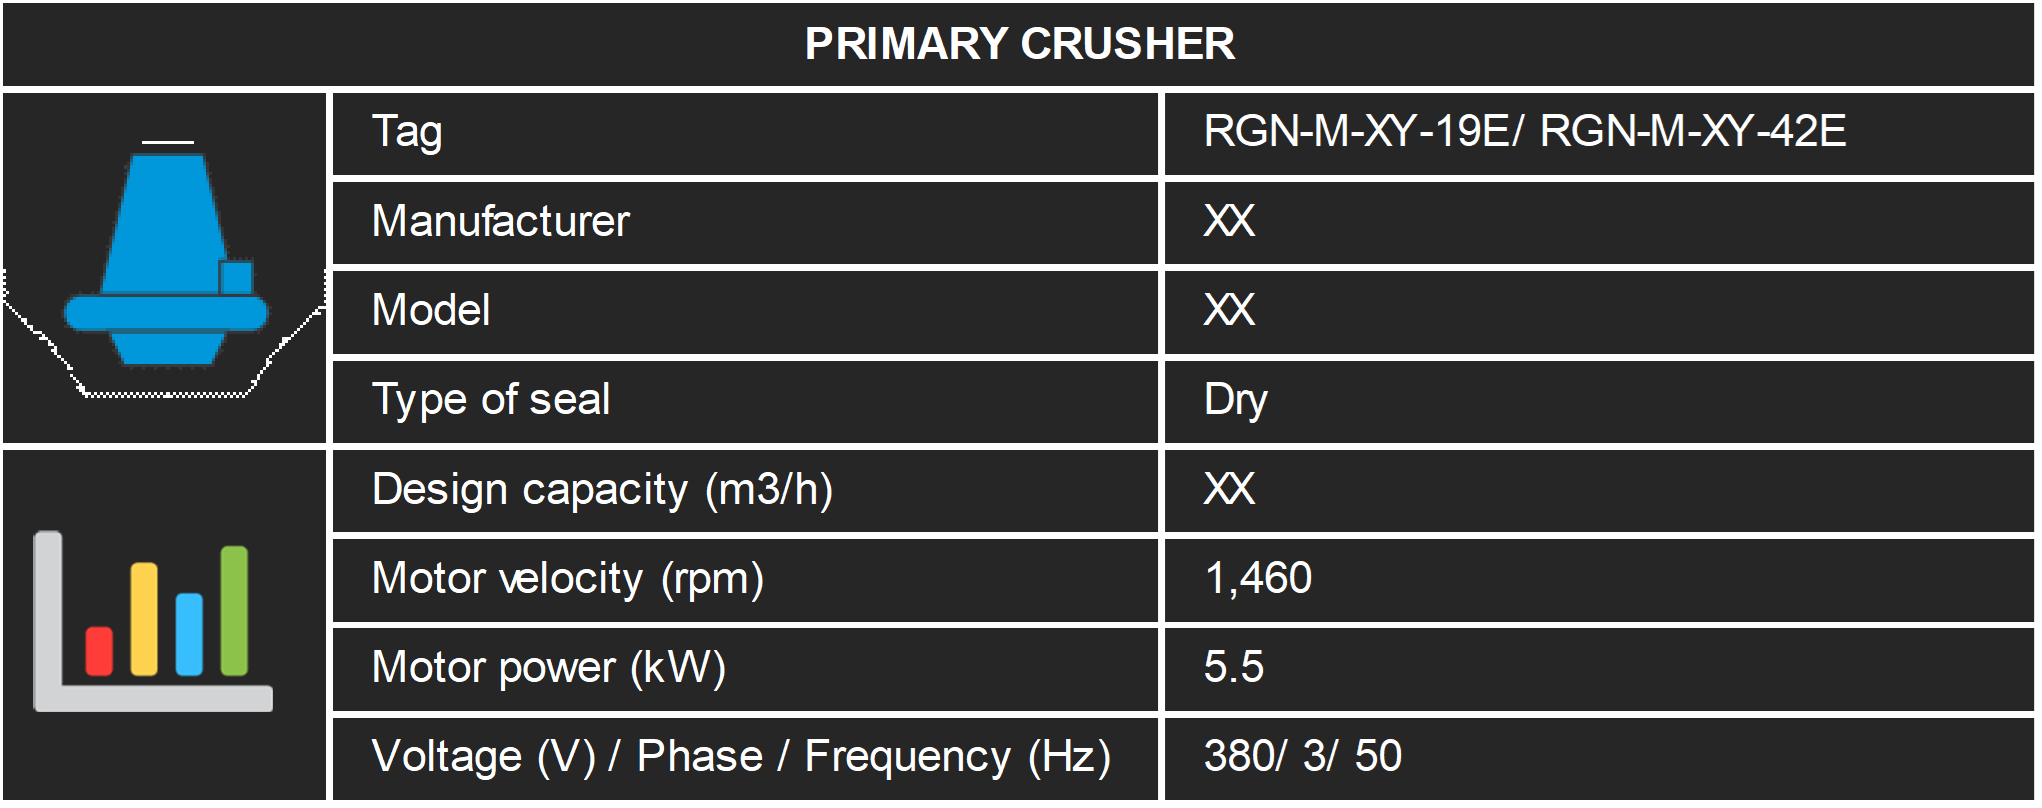 PRIMARY CRUSHER
Tag RGN-M-XY-19E/ RGN-M-XY-42E
Manufacturer XX
Model XX
Type of seal Dry
Design capacity (m3/h) XX
Motor velocity (rpm) 1,460
Motor power (kW) 5.5
Voltage (V) / Phase / Frequency (Hz) 380/ 3/ 50